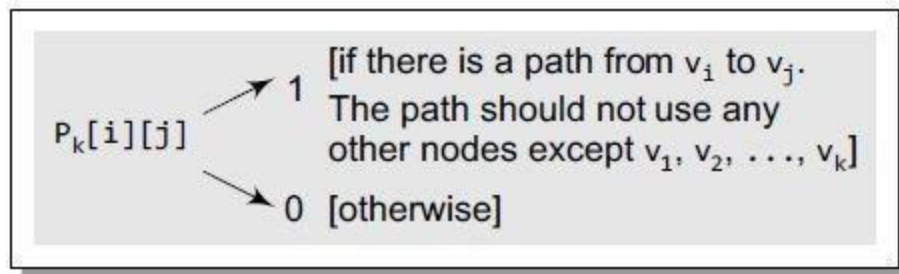 [if there is a path from vi to vj.
1
The path should not use any
Pk[i][j]
other nodes except v1, v2, ..., vk]
0 [otherwise]